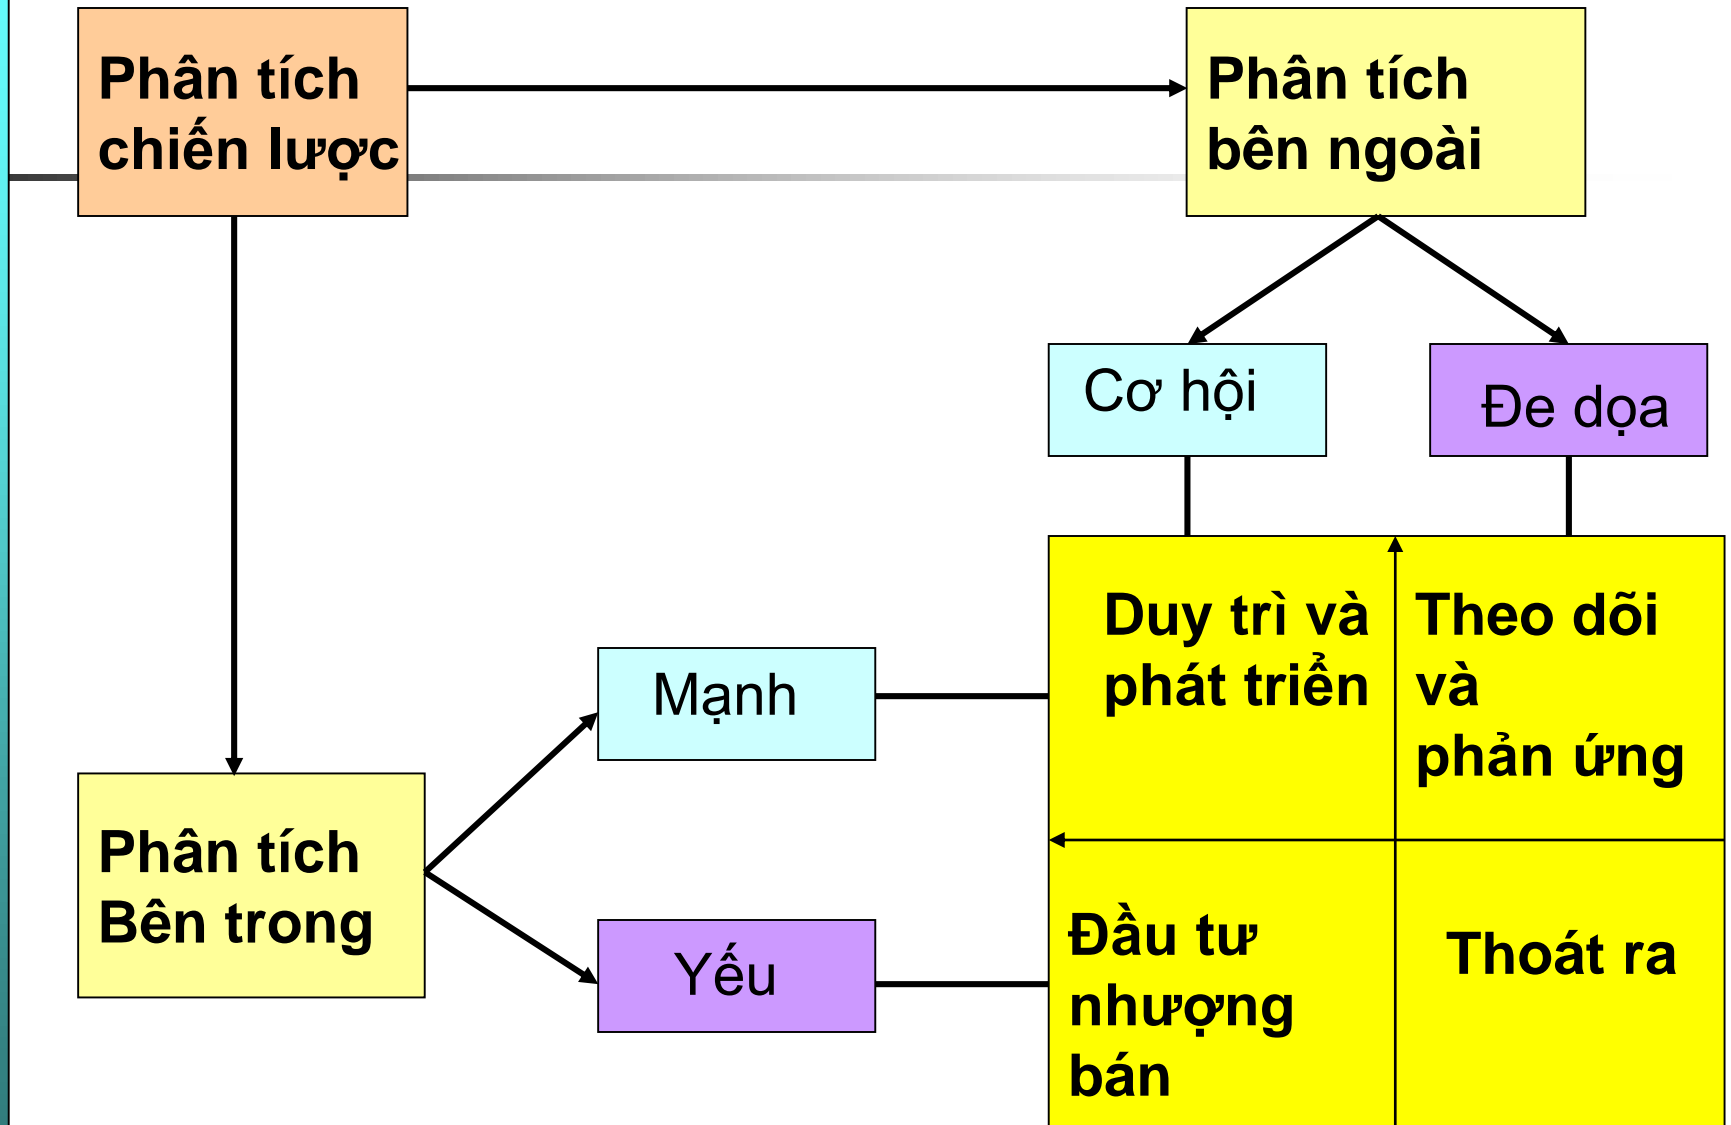 Phân tích
chiến lược
Phân tích
bên ngoài
Cơ hội
Đe dọa
Duy trì và
phát triển
Theo dõi
và
phản ứng
Mạnh
Phân tích
Bên trong
Yếu
Đầu tư
nhượng
bán
Thoát ra